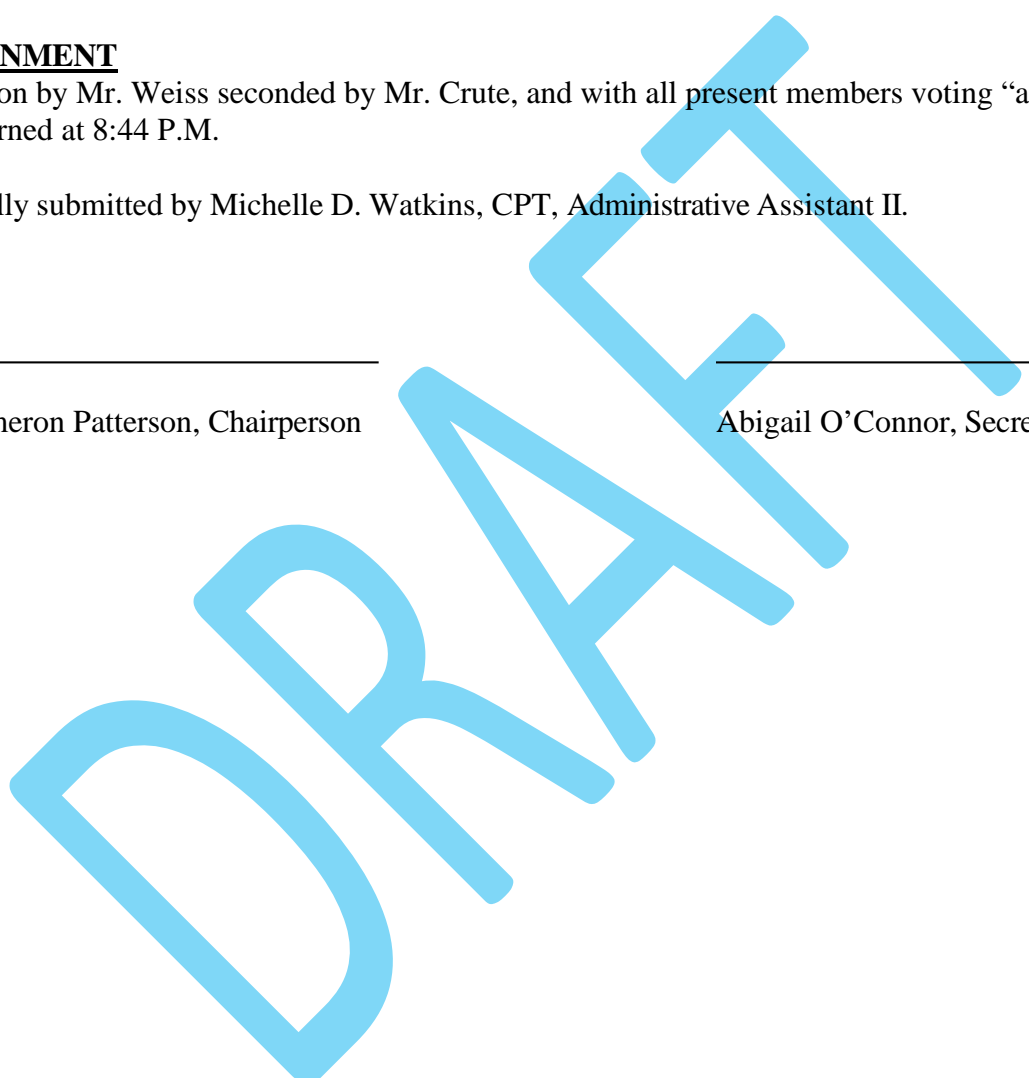 NMENT
on by Mr. Weiss seconded by Mr. Crute, and with all present members voting “a
rned at 8:44 P.M.
lly submitted by Michelle D. Watkins, CPT, Administrative Assistant II.
neron Patterson, Chairperson Abigail O’Connor, Secre
DRAFT